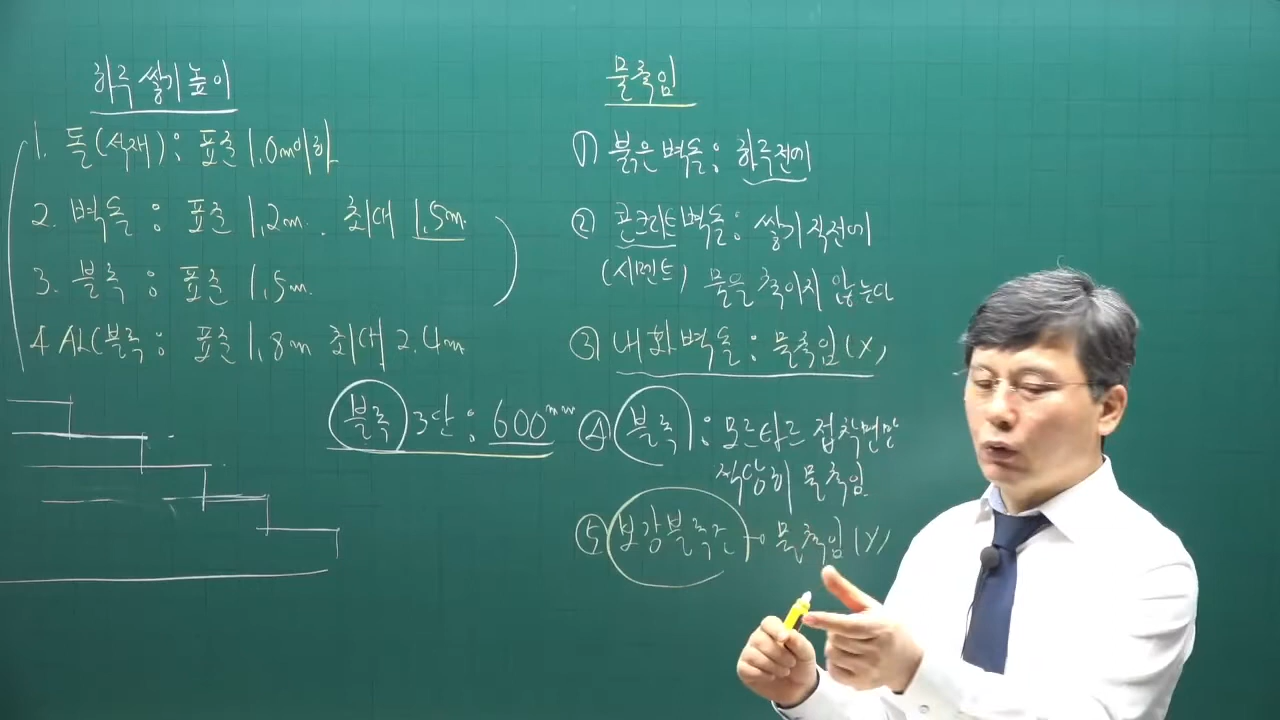 하루 쌓기 높이
1. 돌(석재) : 표준 1.0m이하
2. 벽돌 : 표준 1.2m. 최대 1.5m.
3. 블록 : 표준 1.5m.
4 ALC블록 : 표준 1.8m 최대 2.4m
블록 3단 : 600mm
물축임
① 붉은벽돌 : 하루전에
② 콘크리트벽돌 : 쌓기 직전에
(시멘트) 물을 축이지 않는다
③ 내화벽돌 : 물축임(X)
④ 블록 : 모르타르 접착면만
적당히 물축임.
⑤ 보강블록조 → 물축임(X)